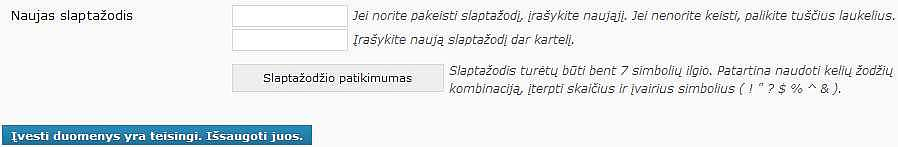 Naujas slaptažodis
Jei norite pakeisti slaptažodį, įrašykite naująjį. Jei nenorite keisti, palikite tuščius laukelius.
Įrašykite naują slaptažodį dar kartelį.
Slaptažodžio patikimumas
Slaptažodis turėtų būti bent 7 simbolių ilgio. Patartina naudoti kelių žodžių
kombinaciją, įterpti skaičius ir įvairius simbolius ( ! " ? $ % ^ & ).
Įvesti duomenys yra teisingi. Išsaugoti juos.